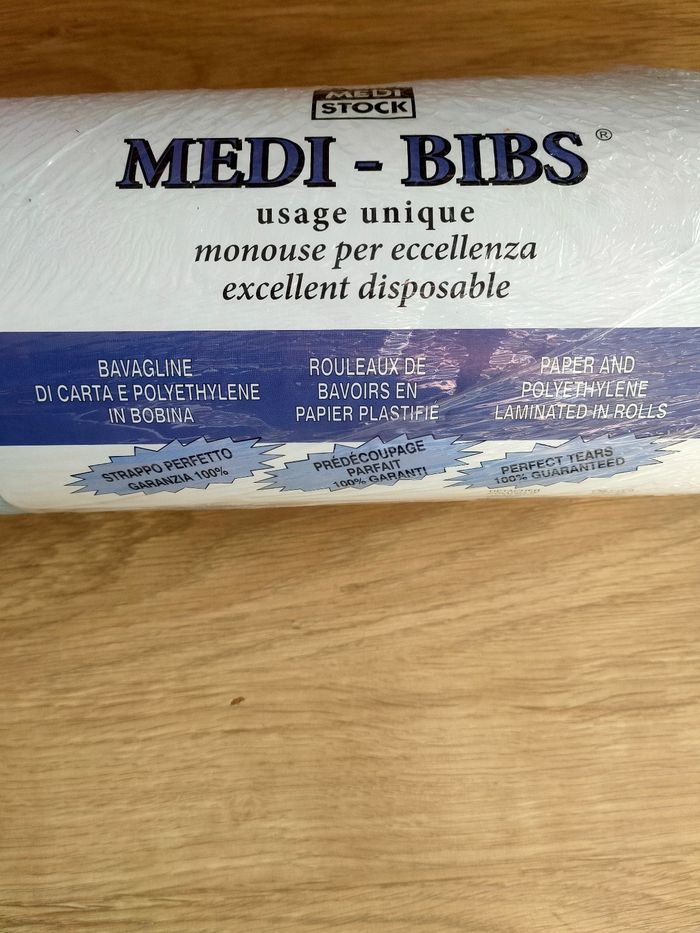 MEDI
STOCK
MEDI - BIBS®
usage unique
monouse per eccellenza
excellent disposable
BAVAGLINE
DI CARTA E POLYETHYLENE
IN BOBINA
ROULEAUX DE
BAVOIRS EN
PAPIER PLASTIFIÉ
PAPER AND
POLYETHYLENE
LAMINATED IN ROLLS
STRAPPO PERFETTO
GARANZIA 100%
PRÉDÉCOUPAGE
PARFAIT
100% GARANTI
PERFECT TEARS
100% GUARANTEED